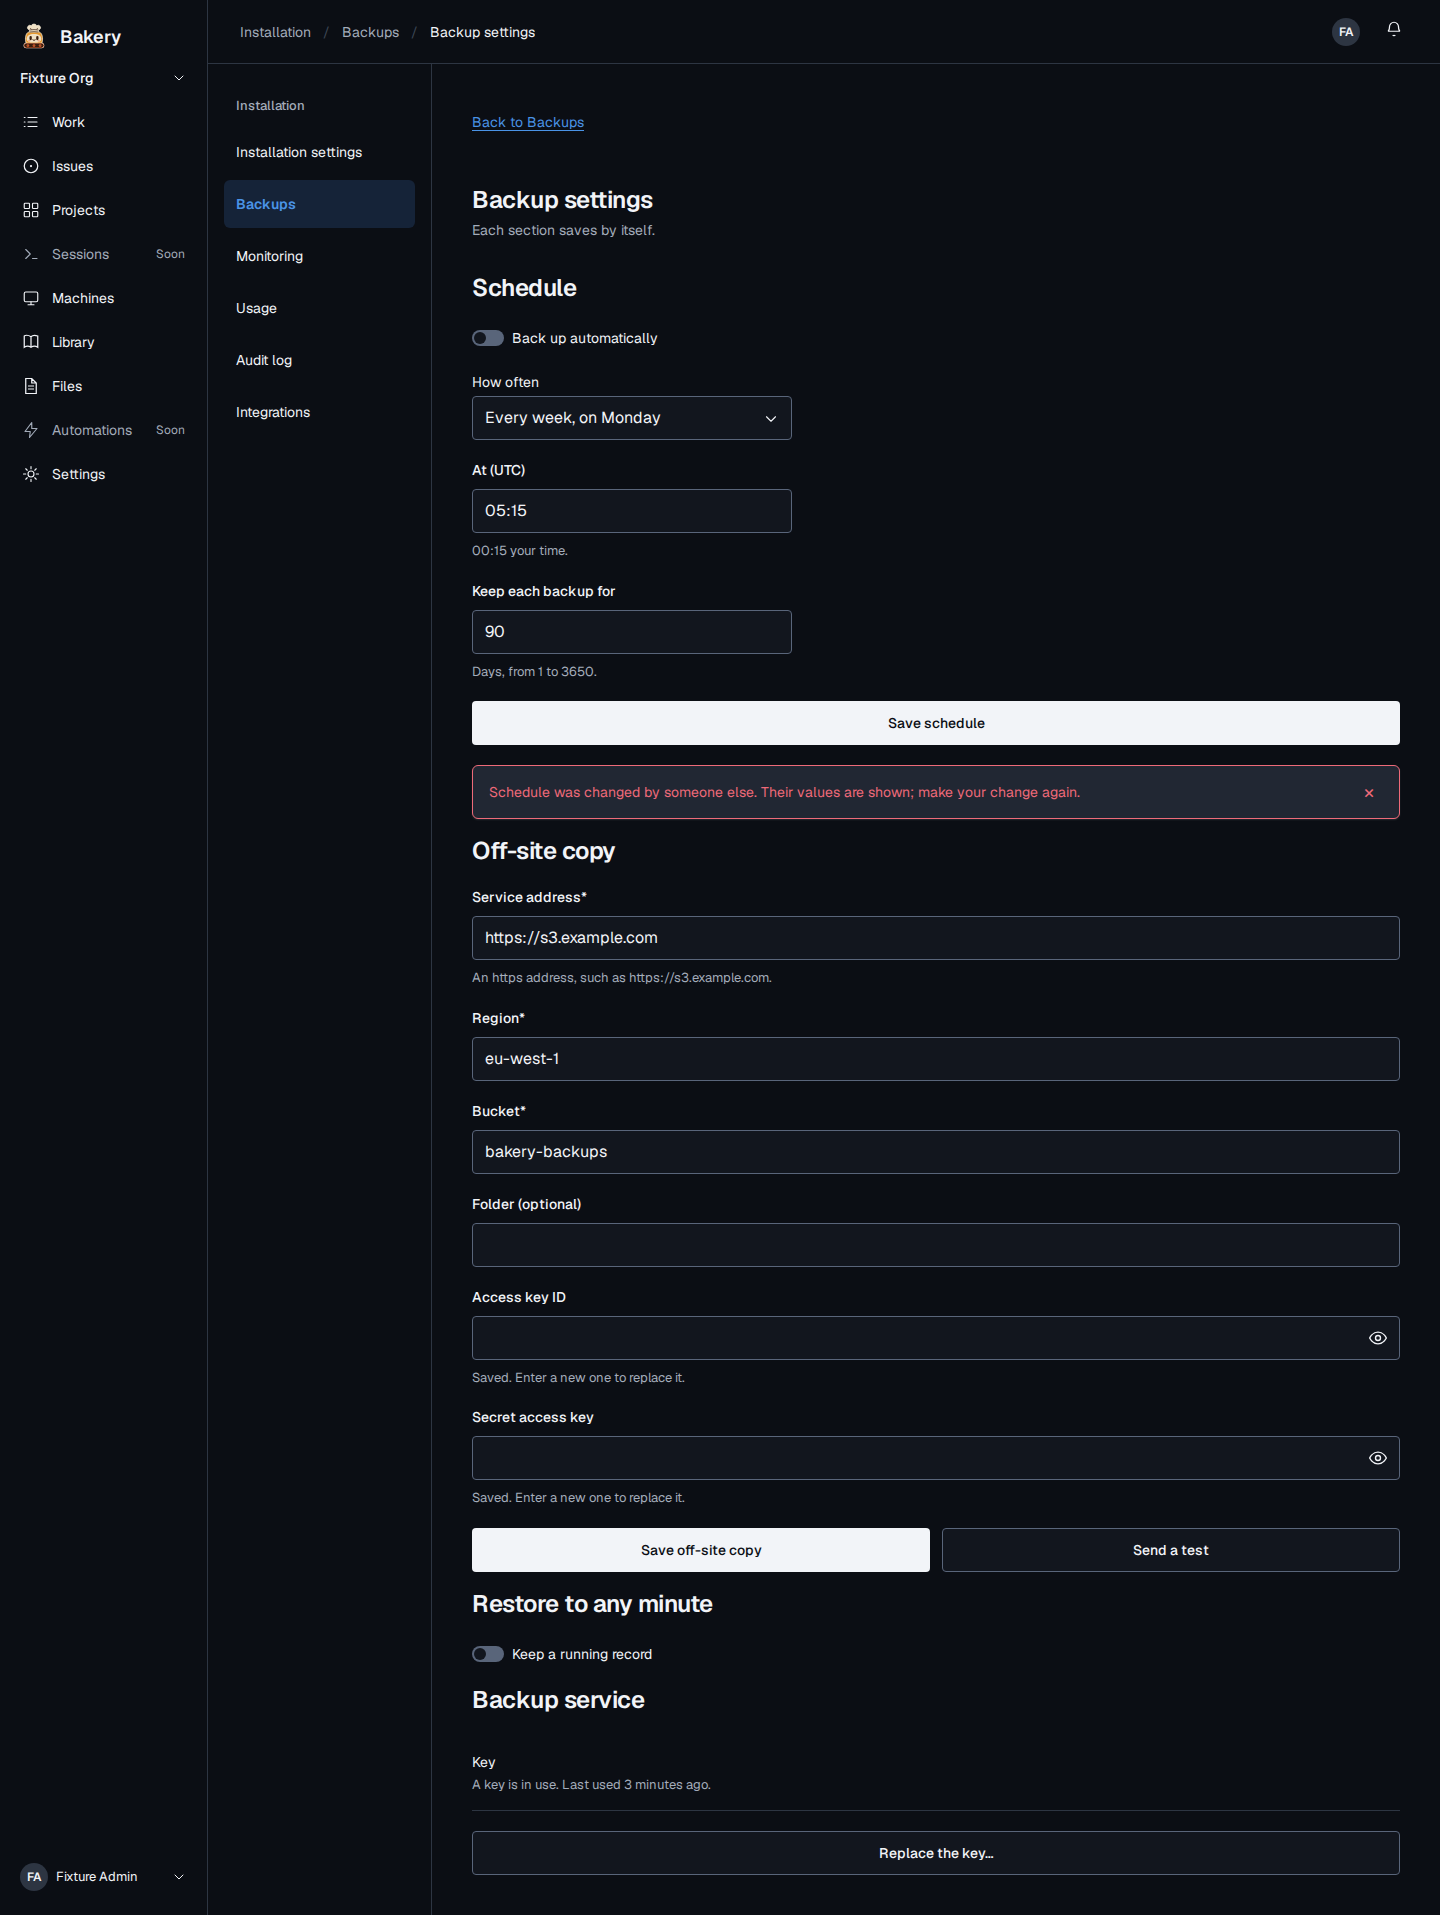 Bakery
Fixture Org
Work
Issues
Projects
Sessions Soon
Machines
Library
Files
Automations Soon
Settings
FA Fixture Admin
Installation / Backups / Backup settings
FA
Installation
Installation settings
Backups
Monitoring
Usage
Audit log
Integrations
Back to Backups
Backup settings
Each section saves by itself.
Schedule
Back up automatically
How often
Every week, on Monday
At (UTC)
05:15
00:15 your time.
Keep each backup for
90
Days, from 1 to 3650.
Save schedule
Schedule was changed by someone else. Their values are shown; make your change again.
Off-site copy
Service address*
https://s3.example.com
An https address, such as https://s3.example.com.
Region*
eu-west-1
Bucket*
bakery-backups
Folder (optional)
Access key ID
Saved. Enter a new one to replace it.
Secret access key
Saved. Enter a new one to replace it.
Save off-site copy
Send a test
Restore to any minute
Keep a running record
Backup service
Key
A key is in use. Last used 3 minutes ago.
Replace the key…